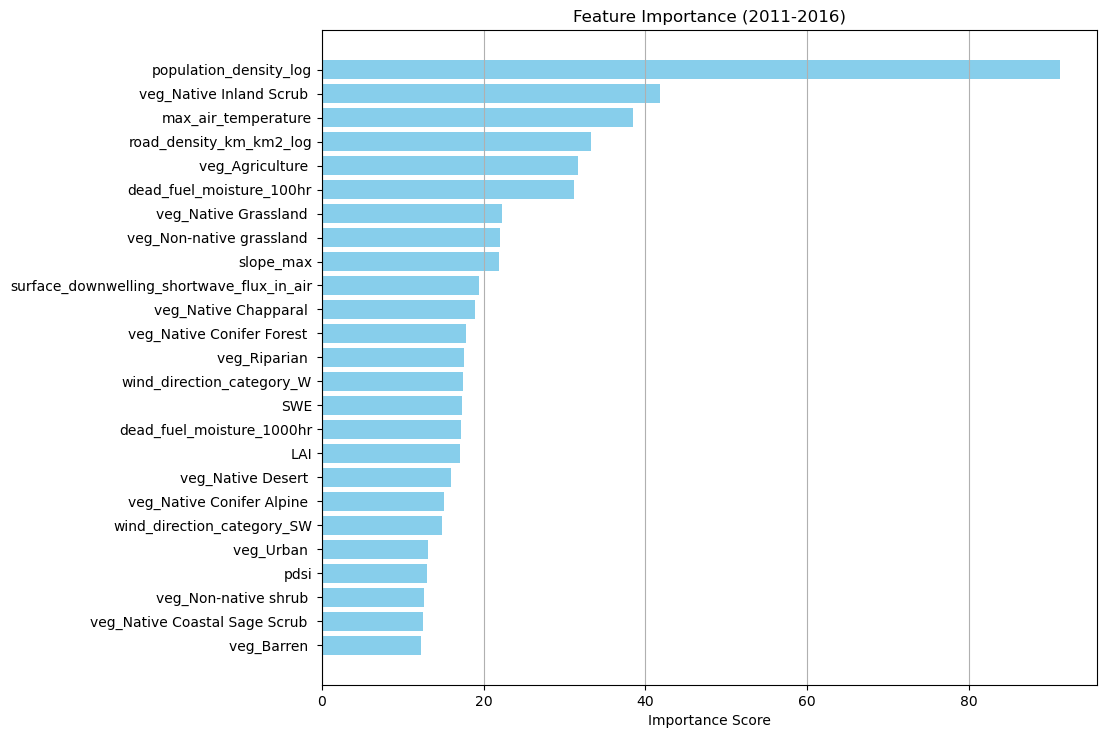 Feature Importance (2011-2016)
population_density_log
veg_Native Inland Scrub
max_air_temperature
road_density_km_km2_log
veg_Agriculture
dead_fuel_moisture_100hr
veg_Native Grassland
veg_Non-native grassland
slope_max
surface_downwelling_shortwave_flux_in_air
veg_Native Chapparal
veg_Native Conifer Forest
veg_Riparian
wind_direction_category_W
SWE
dead_fuel_moisture_1000hr
LAI
veg_Native Desert
veg_Native Conifer Alpine
wind_direction_category_SW
veg_Urban
pdsi
veg_Non-native shrub
veg_Native Coastal Sage Scrub
veg_Barren
0 20 40 60 80
Importance Score